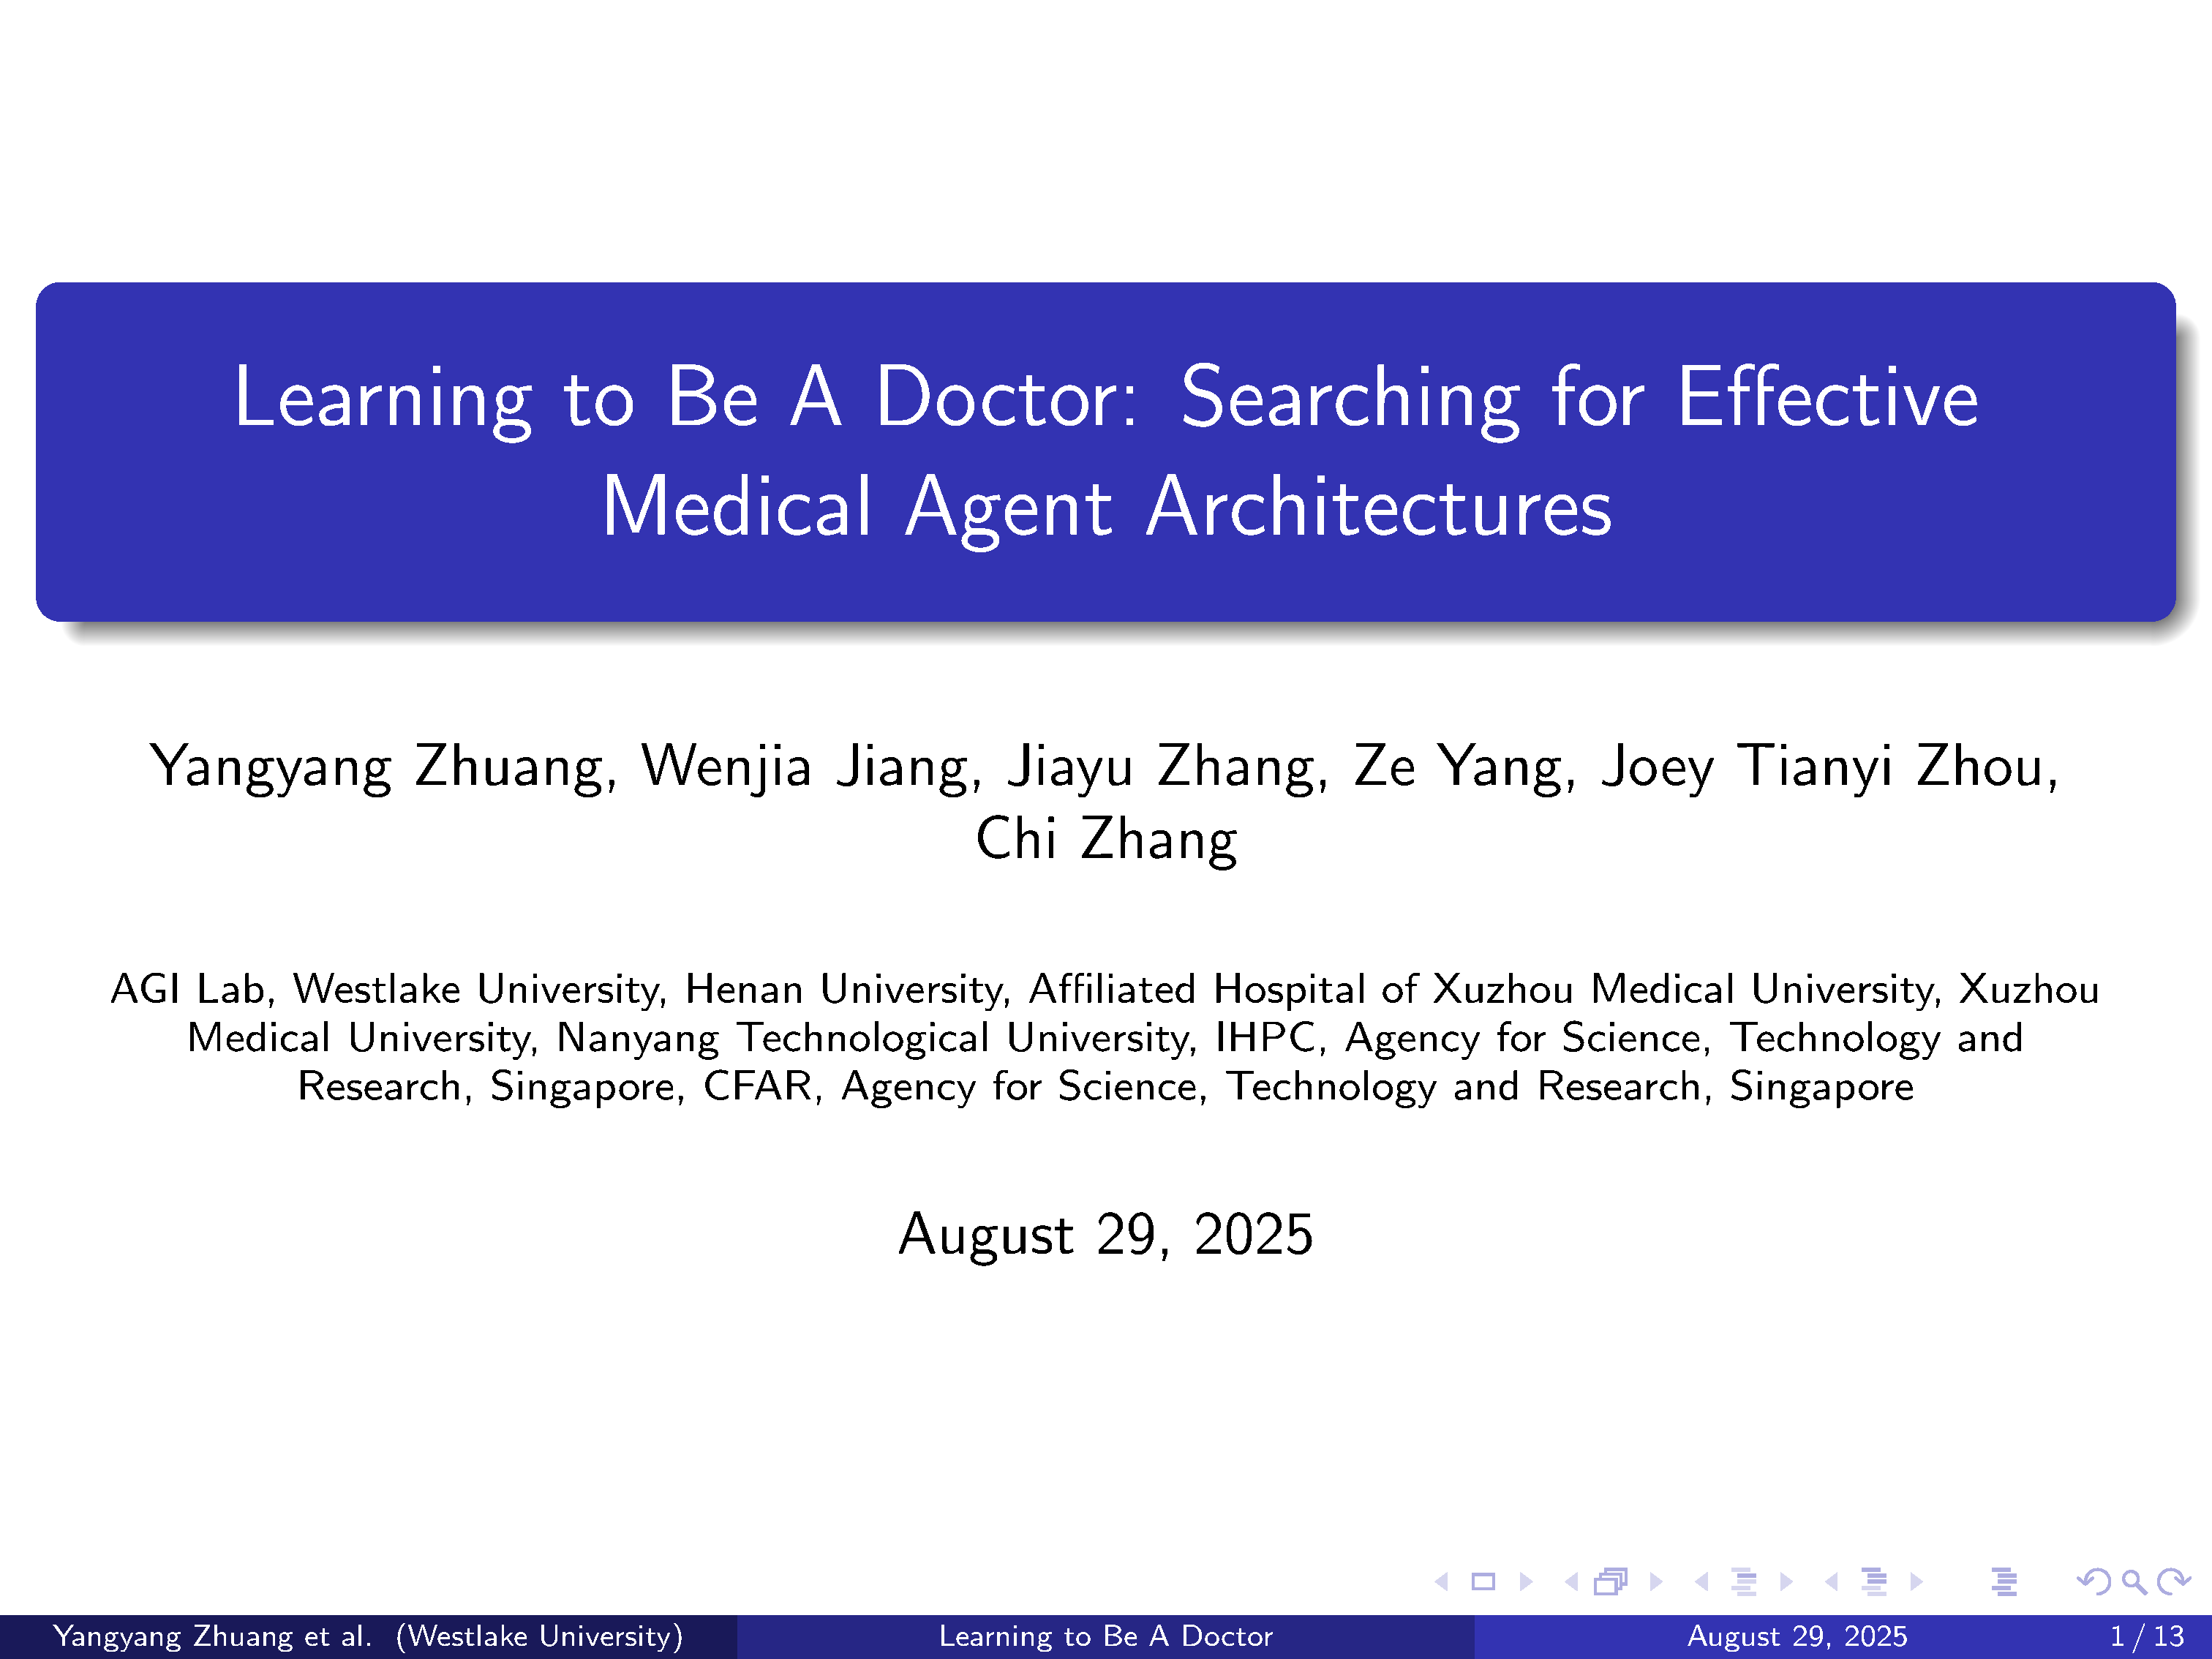 Learning to Be A Doctor: Searching for Effective
Medical Agent Architectures
Yangyang Zhuang, Wenjia Jiang, Jiayu Zhang, Ze Yang, Joey Tianyi Zhou,
Chi Zhang
AGI Lab, Westlake University, Henan University, Affiliated Hospital of Xuzhou Medical University, Xuzhou
Medical University, Nanyang Technological University, IHPC, Agency for Science, Technology and
Research, Singapore, CFAR, Agency for Science, Technology and Research, Singapore
August 29, 2025
Yangyang Zhuang et al. (Westlake University) Learning to Be A Doctor August 29, 2025 1 / 13